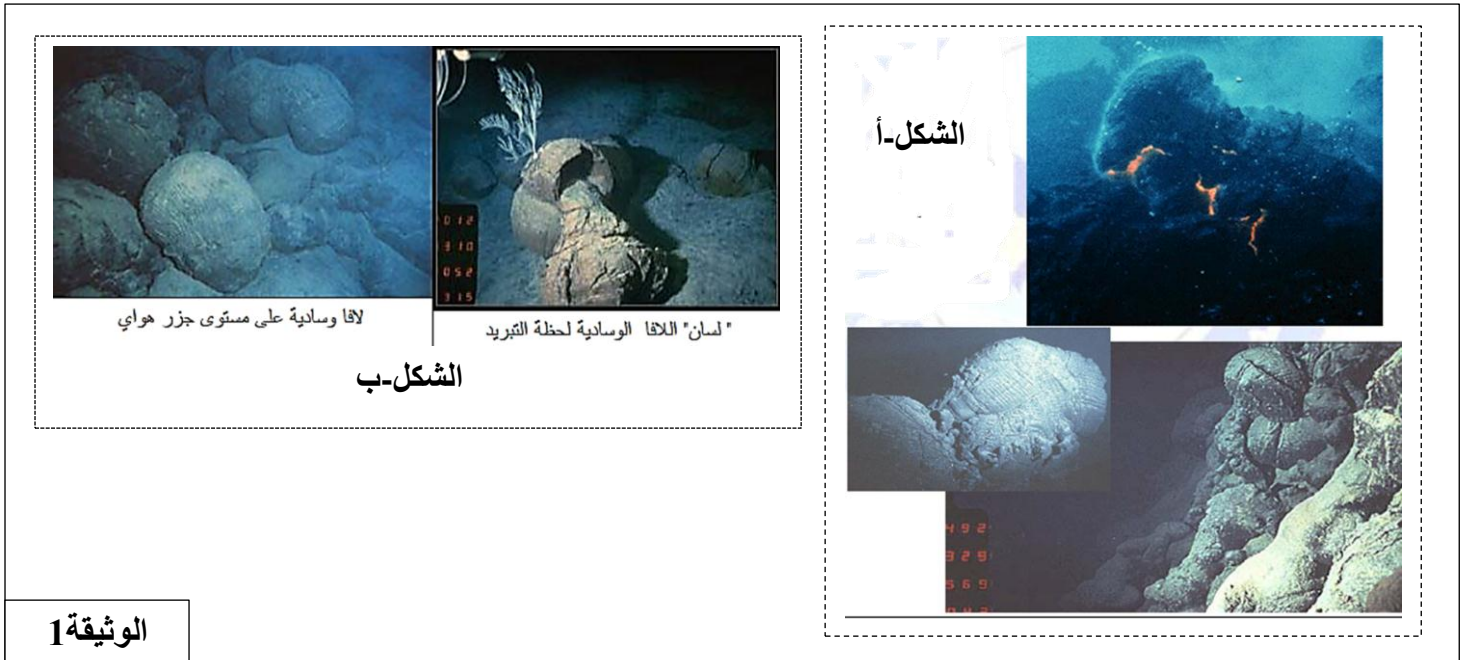 الشكل-أ
"لسان" اللافا الوسادية لحظة التبريد
لافا وسادية على مستوى جزر هواي
الشكل-ب
الوثيقة1